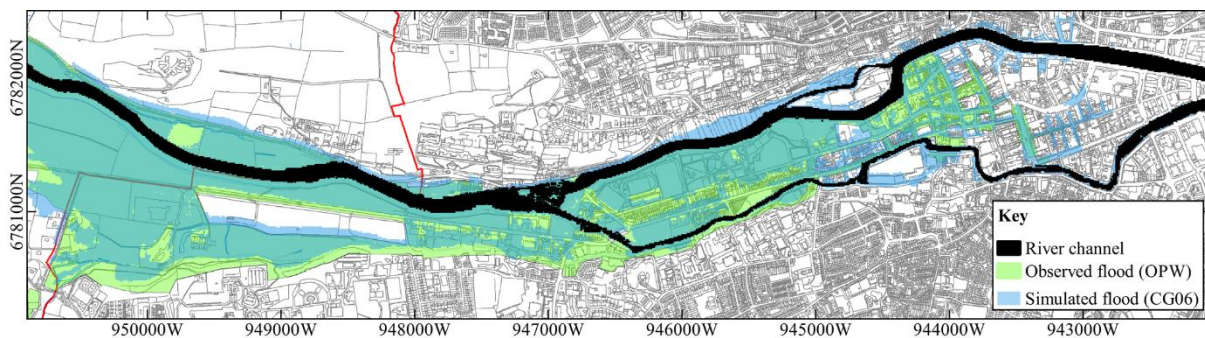 6782000N
6781000N
Key
River channel
Observed flood (OPW)
Simulated flood (CG06)
950000W 949000W 948000W 947000W 946000W 945000W 944000W 943000W